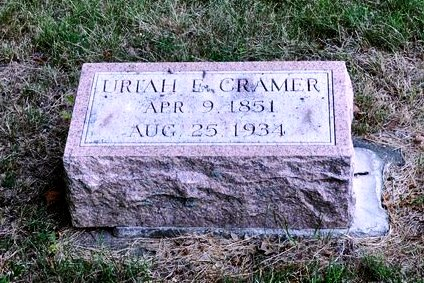 URIAH E. CRAMER
APR. 9. 1851
AUG. 25. 1934